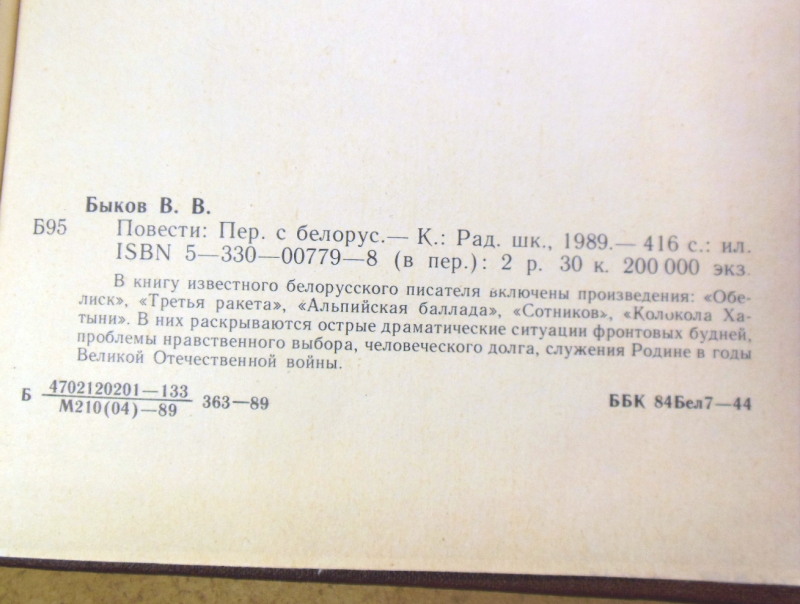 Быков В. В.
Б95 Повести: Пер. с белорус.— К.: Рад. шк., 1989.— 416 с.: ил.
ISBN 5—330—00779—8 (в пер.): 2 р. 30 к. 200 000 экз.
В книгу известного белорусского писателя включены произведения: «Обе-
лиск», «Третья ракета», «Альпийская баллада», «Сотников», «Колокола Ха-
тыни». В них раскрываются острые драматические ситуации фронтовых будней,
проблемы нравственного выбора, человеческого долга, служения Родине в годы
Великой Отечественной войны.
4702120201—133
Б 363—89 ББК 84Бел7—44
М210(04)—89